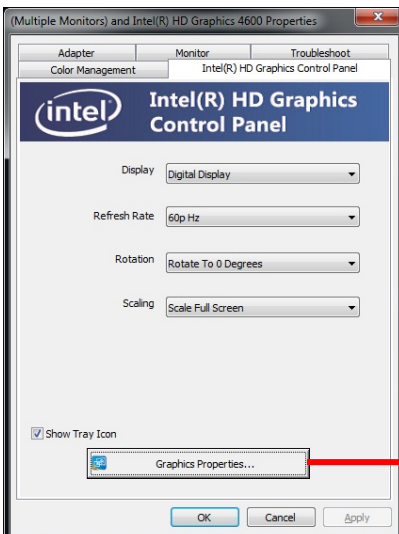 (Multiple Monitors) and Intel(R) HD Graphics 4600 Properties
Adapter Monitor Troubleshoot
Color Management Intel(R) HD Graphics Control Panel
intel Intel(R) HD Graphics
Control Panel
Display Digital Display
Refresh Rate 60p Hz
Rotation Rotate To 0 Degrees
Scaling Scale Full Screen
Show Tray Icon
Graphics Properties...
OK Cancel Apply